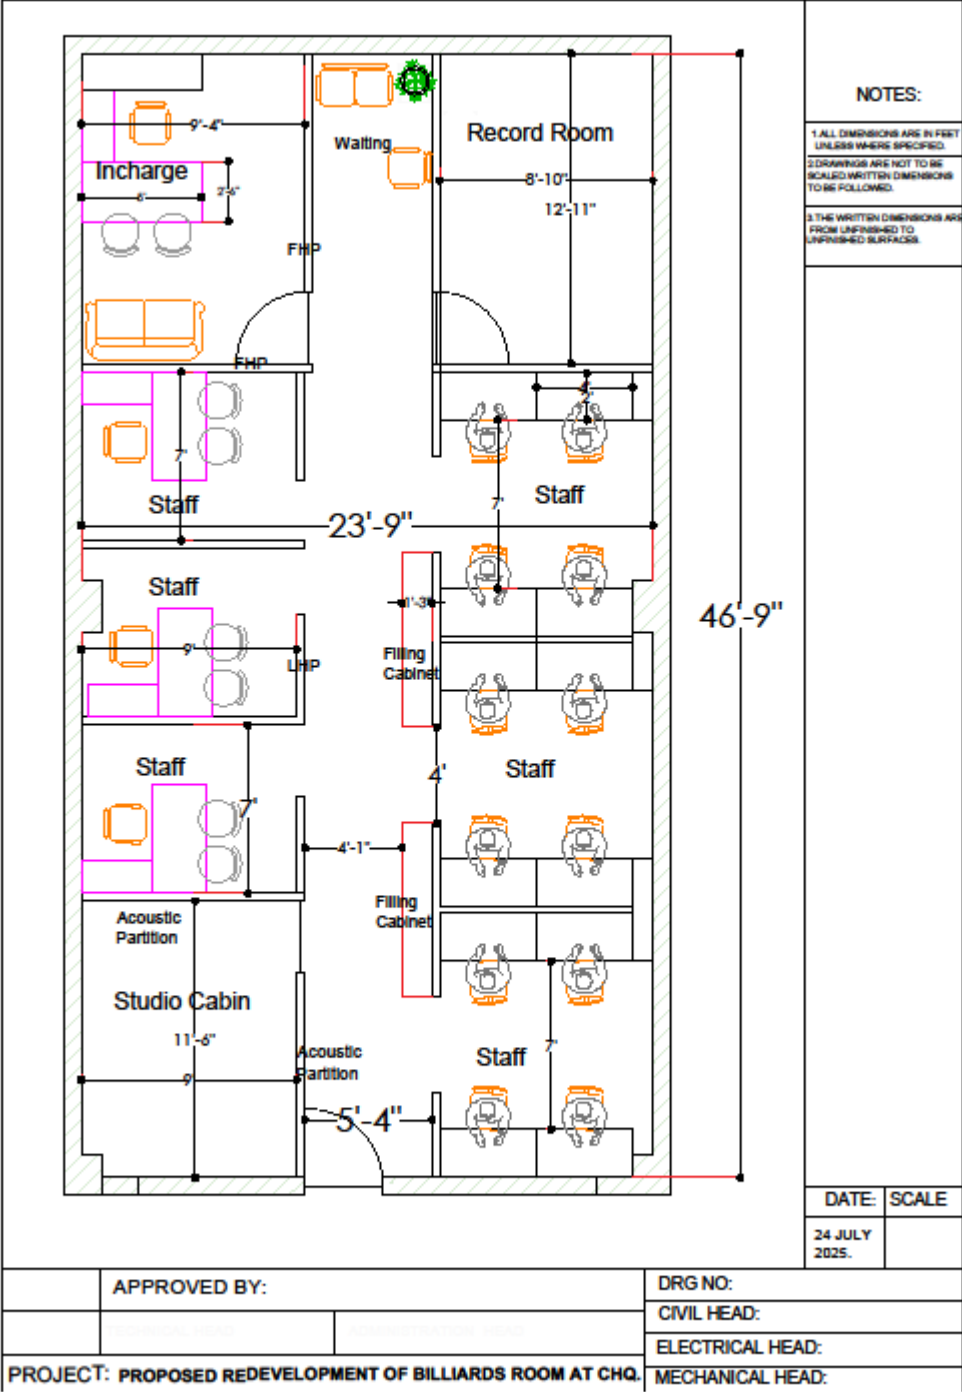 NOTES:
1.ALL DIMENSIONS ARE IN FEET
UNLESS WHERE SPECIFIED.
2.DRAWINGS ARE NOT TO BE
SCALED.WRITTEN DIMENSIONS
TO BE FOLLOWED.
3.THE WRITTEN DIMENSIONS ARE
FROM UNFINISHED TO
UNFINISHED SURFACES.
9'-4"
Waiting
Record Room
Incharge
6'
2'-6"
8'-10"
12'-11"
FHP
FHP
4'
2'
7'
Staff
7'
Staff
23'-9"
Staff
1'-3"
46'-9"
9'
LHP
Filling
Cabinet
Staff
4'
Staff
7'
4'-1"
Filling
Cabinet
Acoustic
Partition
Studio Cabin
11'-6"
9'
Acoustic
Partition
Staff
7'
5'-4"
DATE:
SCALE
24 JULY
2025.
APPROVED BY:
TECHNICAL HEAD
ADMINISTRATION HEAD
DRG NO:
CIVIL HEAD:
ELECTRICAL HEAD:
MECHANICAL HEAD:
PROJECT: PROPOSED REDEVELOPMENT OF BILLIARDS ROOM AT CHQ.